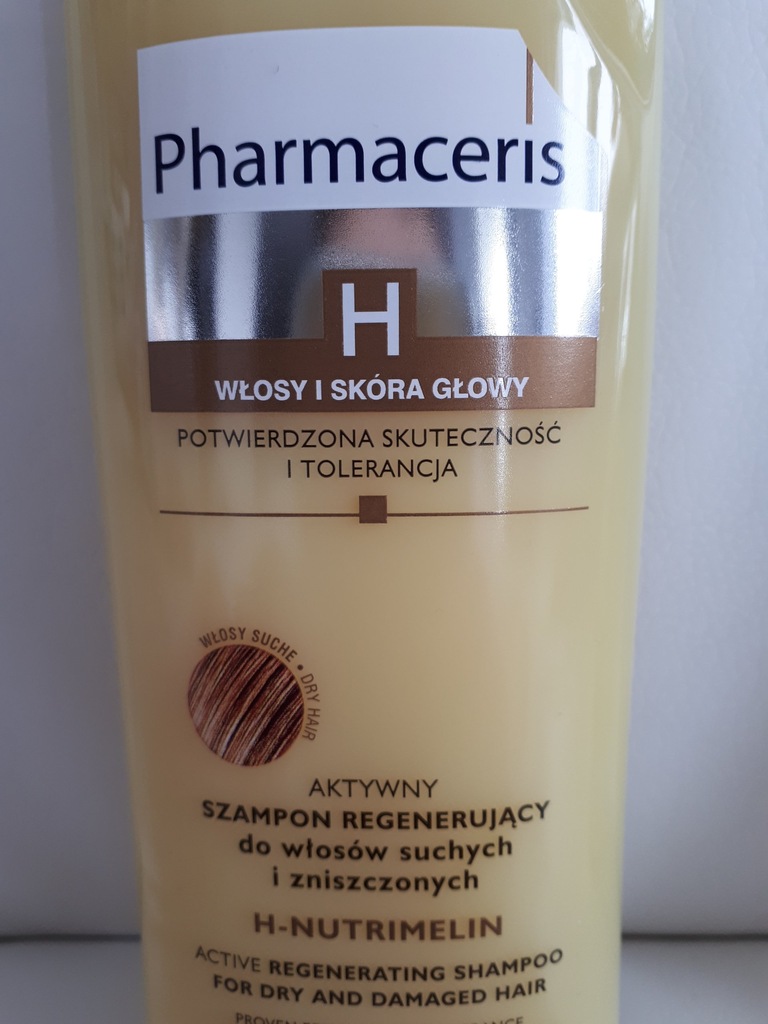 Pharmaceris
H
WŁOSY I SKÓRA GŁOWY
POTWIERDZONA SKUTECZNOŚĆ
I TOLERANCJA
WŁOSY SUCHE • DRY HAIR
AKTYWNY
SZAMPON REGENERUJĄCY
do włosów suchych
i zniszczonych
H-NUTRIMELIN
ACTIVE REGENERATING SHAMPOO
FOR DRY AND DAMAGED HAIR